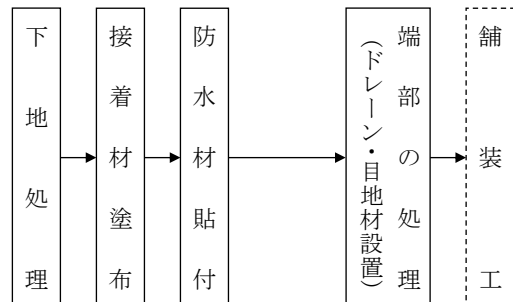 下地処理
接着材塗布
防水材貼付
端部の処理
(ドレーン・目地材設置)
舗装工